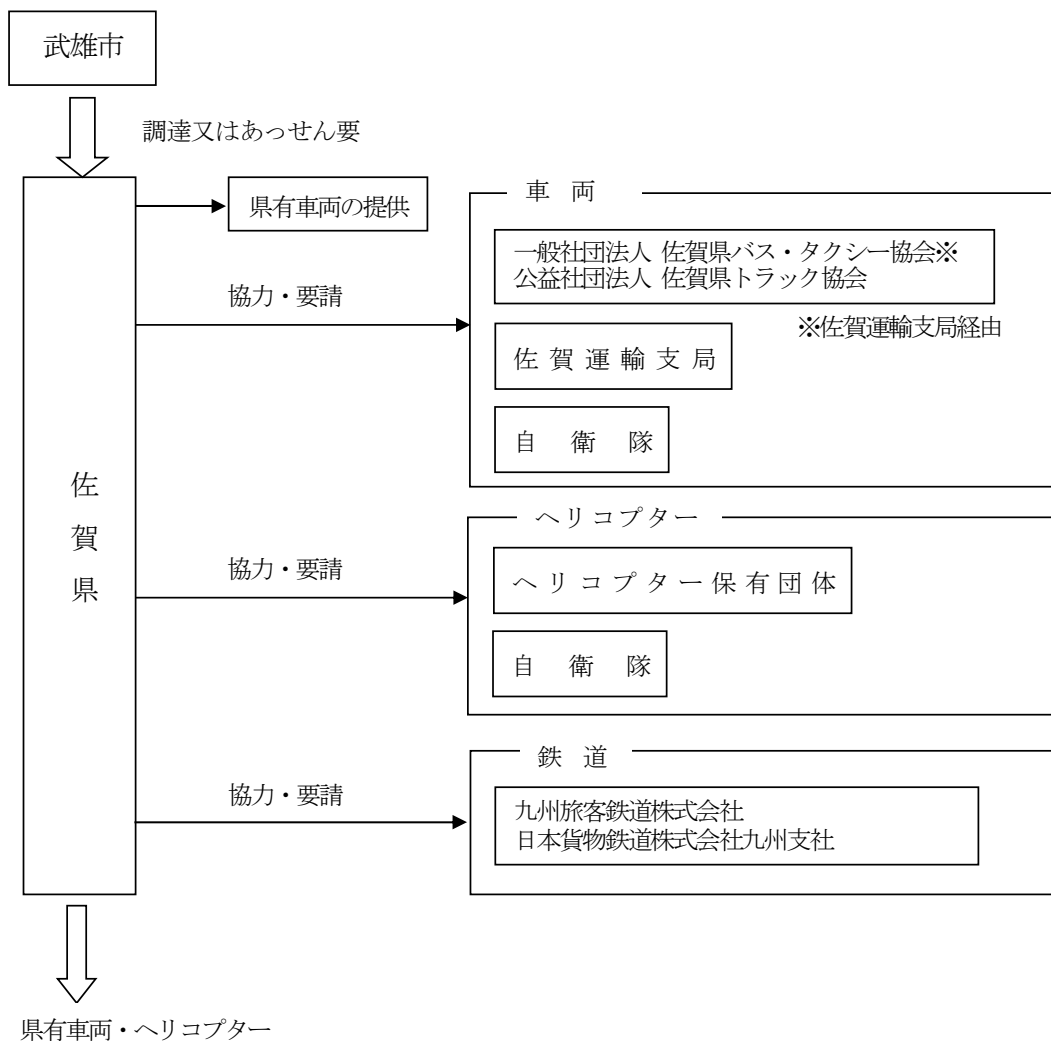 武雄市
調達又はあっせん要
県有車両の提供
車 両
一般社団法人 佐賀県バス・タクシー協会※
公益社団法人 佐賀県トラック協会
協力・要請
※佐賀運輸支局経由
佐 賀 運 輸 支 局
自 衛 隊
佐賀県
ヘリコプター
協力・要請
ヘ リ コ プ タ ー 保 有 団 体
自 衛 隊
鉄 道
協力・要請
九州旅客鉄道株式会社
日本貨物鉄道株式会社九州支社
県有車両・ヘリコプター